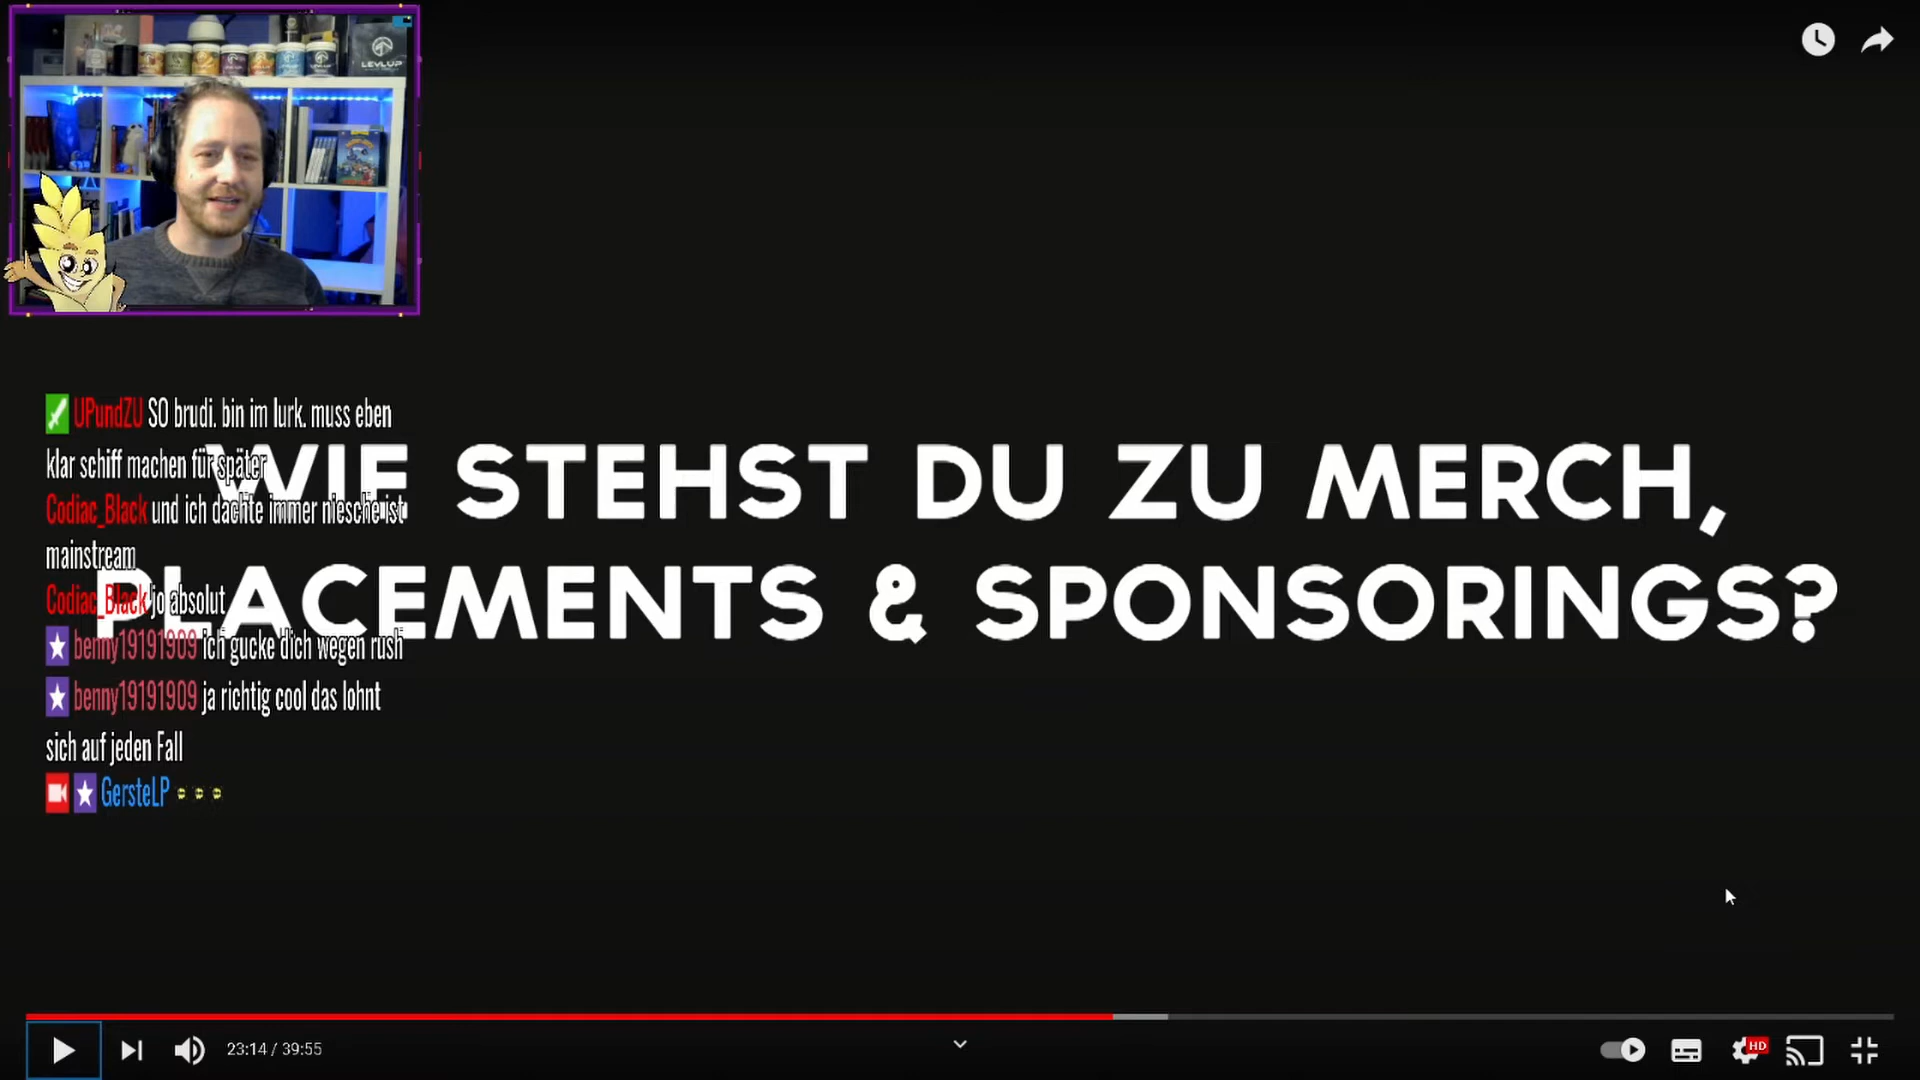 LEVLUP
UPundZU SO brudi. bin im lurk. muss eben
klar schiff machen für später
Codiac_Black und ich dachte immer niesche ist
mainstream
Codiac_Black jo absolut
benny19191909 ich gucke dich wegen rush
benny19191909 ja richtig cool das lohnt
sich auf jeden Fall
GersteLP
WIE STEHST DU ZU MERCH,
PLACEMENTS & SPONSORINGS?
23:14 / 39:55
HD